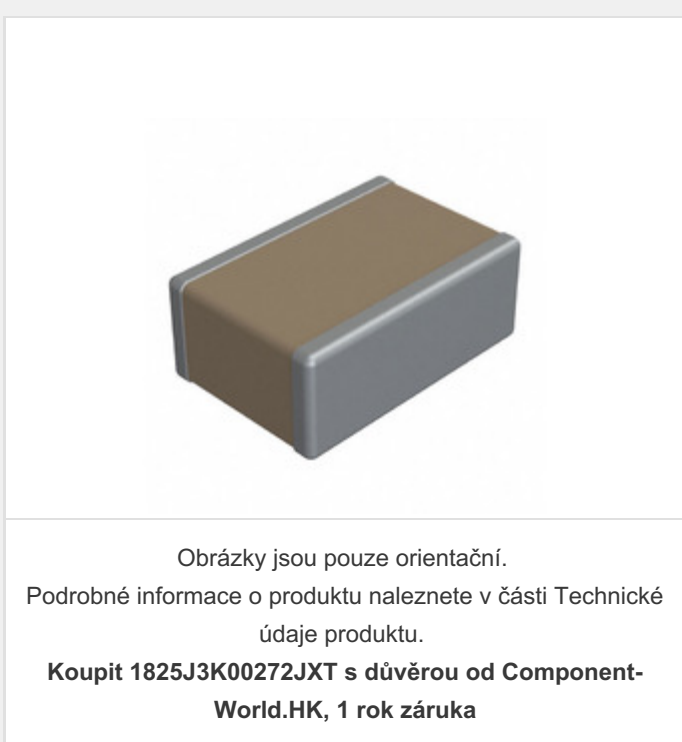 Obrázky jsou pouze orientační.
Podrobné informace o produktu naleznete v části Technické
údaje produktu.
Koupit 1825J3K00272JXT s důvěrou od Component-
World.HK, 1 rok záruka